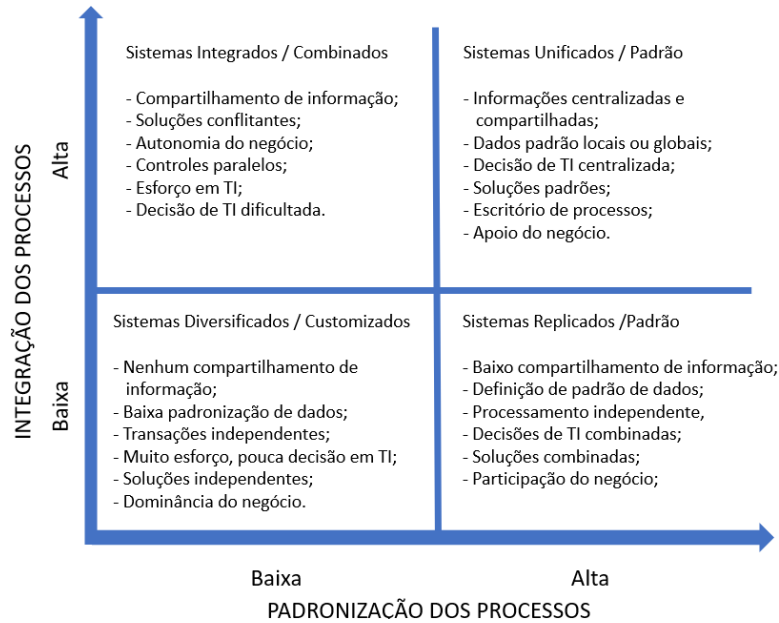 INTEGRAÇÃO DOS PROCESSOS
Alta
Baixa
Sistemas Integrados / Combinados
- Compartilhamento de informação;
- Soluções conflitantes;
- Autonomia do negócio;
- Controles paralelos;
- Esforço em TI;
- Decisão de TI dificultada.
Sistemas Unificados / Padrão
- Informações centralizadas e
compartilhadas;
- Dados padrão locais ou globais;
- Decisão de TI centralizada;
- Soluções padrões;
- Escritório de processos;
- Apoio do negócio.
Sistemas Diversificados / Customizados
- Nenhum compartilhamento de
informação;
- Baixa padronização de dados;
- Transações independentes;
- Muito esforço, pouca decisão em TI;
- Soluções independentes;
- Dominância do negócio.
Sistemas Replicados /Padrão
- Baixo compartilhamento de informação;
- Definição de padrão de dados;
- Processamento independente,
- Decisões de TI combinadas;
- Soluções combinadas;
- Participação do negócio;
Baixa
Alta
PADRONIZAÇÃO DOS PROCESSOS